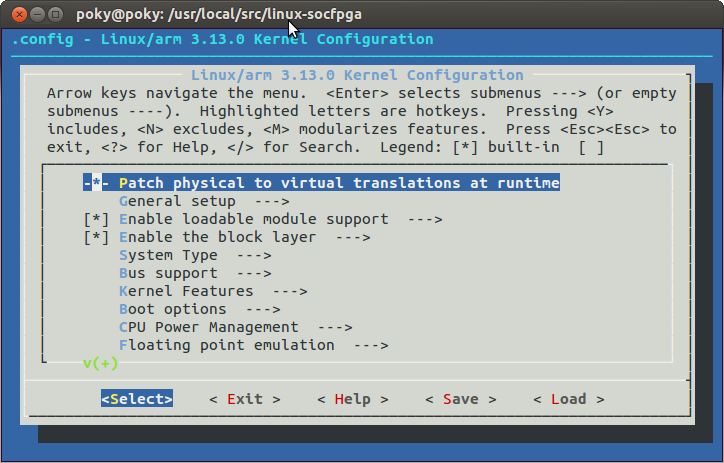 poky@poky: /usr/local/src/linux-socfpga
.config - Linux/arm 3.13.0 Kernel Configuration
Linux/arm 3.13.0 Kernel Configuration
Arrow keys navigate the menu.  <Enter> selects submenus ---> (or empty
submenus ----).  Highlighted letters are hotkeys.  Pressing <Y>
includes, <N> excludes, <M> modularizes features.  Press <Esc><Esc> to
exit, <?> for Help, </> for Search.  Legend: [*] built-in  [ ]
-*- Patch physical to virtual translations at runtime
General setup  --->
[*] Enable loadable module support  --->
[*] Enable the block layer  --->
System Type  --->
Bus support  --->
Kernel Features  --->
Boot options  --->
CPU Power Management  --->
Floating point emulation  --->
v(+)
<Select>    < Exit >    < Help >    < Save >    < Load >